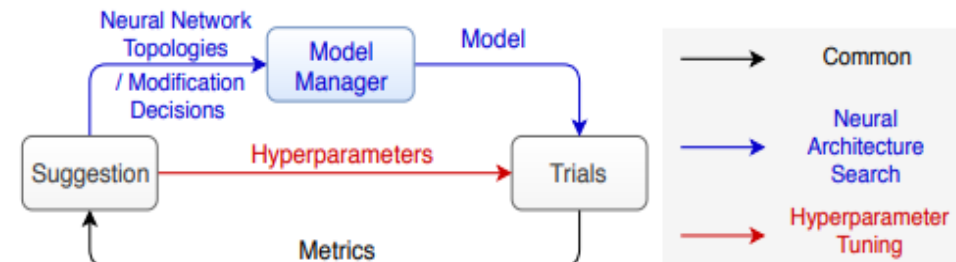 Neural Network
Topologies
/ Modification
Decisions
Model
Manager
Model
Suggestion
Hyperparameters
Trials
Metrics
Common
Neural
Architecture
Search
Hyperparameter
Tuning